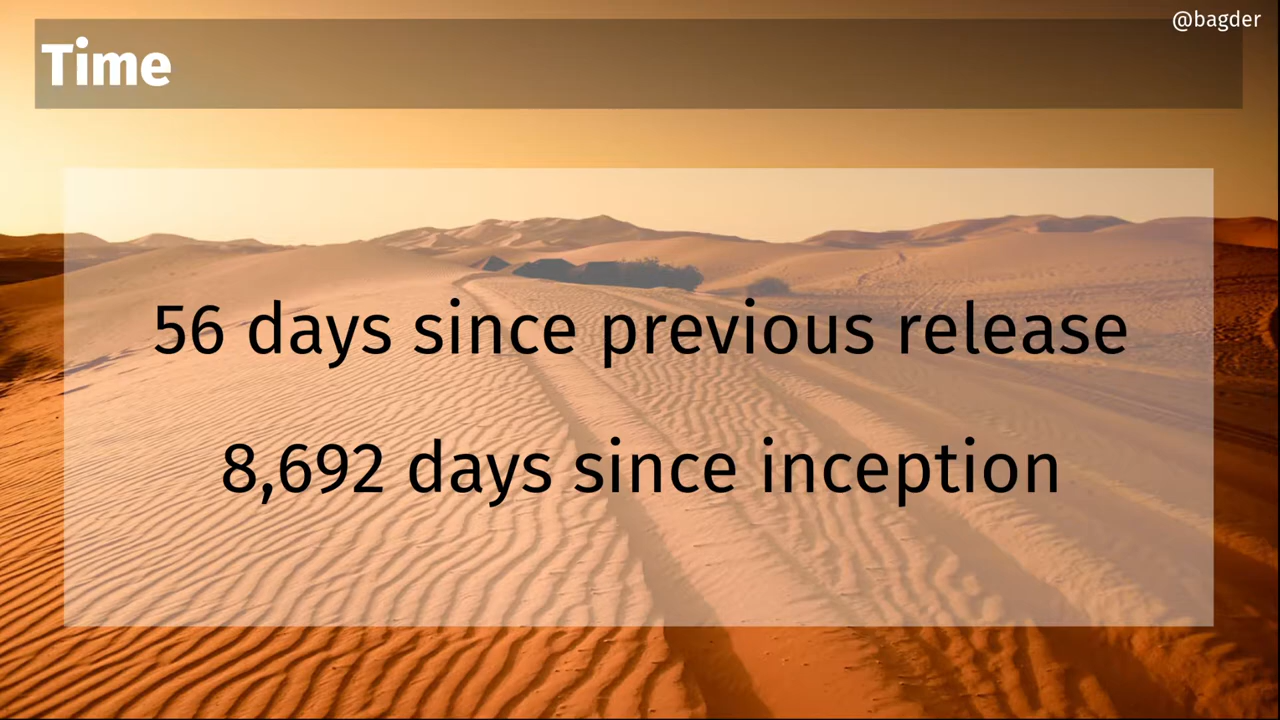 @bagder
Time
56 days since previous release
8,692 days since inception